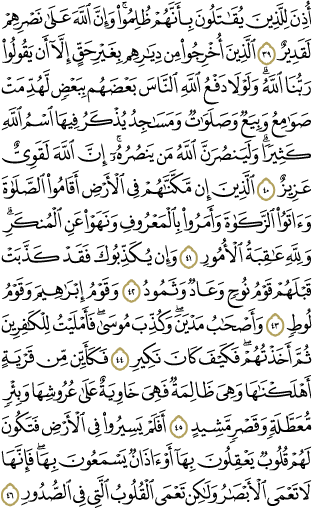 أُذِنَ لِلَّذِينَ يُقَـٰتَلُونَ بِأَنَّهُمْ ظُلِمُوا۟ ۚ وَإِنَّ ٱللَّهَ عَلَىٰ نَصْرِهِمْ
لَقَدِيرٌ ٣٩ ٱلَّذِينَ أُخْرِجُوا۟ مِن دِيَـٰرِهِم بِغَيْرِ حَقٍّ إِلَّآ أَن يَقُولُوا۟
رَبُّنَا ٱللَّهُ ۗ وَلَوْلَا دَفْعُ ٱللَّهِ ٱلنَّاسَ بَعْضَهُم بِبَعْضٍ لَّهُدِّمَتْ
صَوَٰمِعُ وَبِيَعٌ وَصَلَوَٰتٌ وَمَسَـٰجِدُ يُذْكَرُ فِيهَا ٱسْمُ ٱللَّهِ
كَثِيرًا ۗ وَلَيَنصُرَنَّ ٱللَّهُ مَن يَنصُرُهُۥٓ ۗ إِنَّ ٱللَّهَ لَقَوِىٌّ
عَزِيزٌ ٤٠ ٱلَّذِينَ إِن مَّكَّنَّـٰهُمْ فِى ٱلْأَرْضِ أَقَامُوا۟ ٱلصَّلَوٰةَ
وَءَاتَوُا۟ ٱلزَّكَوٰةَ وَأَمَرُوا۟ بِٱلْمَعْرُوفِ وَنَهَوْا۟ عَنِ ٱلْمُنكَرِ ۗ
وَلِلَّهِ عَـٰقِبَةُ ٱلْأُمُورِ ٤١ وَإِن يُكَذِّبُوكَ فَقَدْ كَذَّبَتْ
قَبْلَهُمْ قَوْمُ نُوحٍ وَعَادٌ وَثَمُودُ ٤٢ وَقَوْمُ إِبْرَٰهِيمَ وَقَوْمُ
لُوطٍ ٤٣ وَأَصْحَـٰبُ مَدْيَنَ ۖ وَكُذِّبَ مُوسَىٰ فَأَمْلَيْتُ لِلْكَـٰفِرِينَ
ثُمَّ أَخَذْتُهُمْ ۖ فَكَيْفَ كَانَ نَكِيرِ ٤٤ فَكَأَيِّن مِّن قَرْيَةٍ
أَهْلَكْنَـٰهَا وَهِىَ ظَالِمَةٌ فَهِىَ خَاوِيَةٌ عَلَىٰ عُرُوشِهَا وَبِئْرٍ
مُّعَطَّلَةٍ وَقَصْرٍ مَّشِيدٍ ٤٥ أَفَلَمْ يَسِيرُوا۟ فِى ٱلْأَرْضِ فَتَكُونَ
لَهُمْ قُلُوبٌ يَعْقِلُونَ بِهَآ أَوْ ءَاذَانٌ يَسْمَعُونَ بِهَا ۖ فَإِنَّهَا
لَا تَعْمَى ٱلْأَبْصَـٰرُ وَلَـٰكِن تَعْمَى ٱلْقُلُوبُ ٱلَّتِى فِى ٱلصُّدُورِ ٤٦